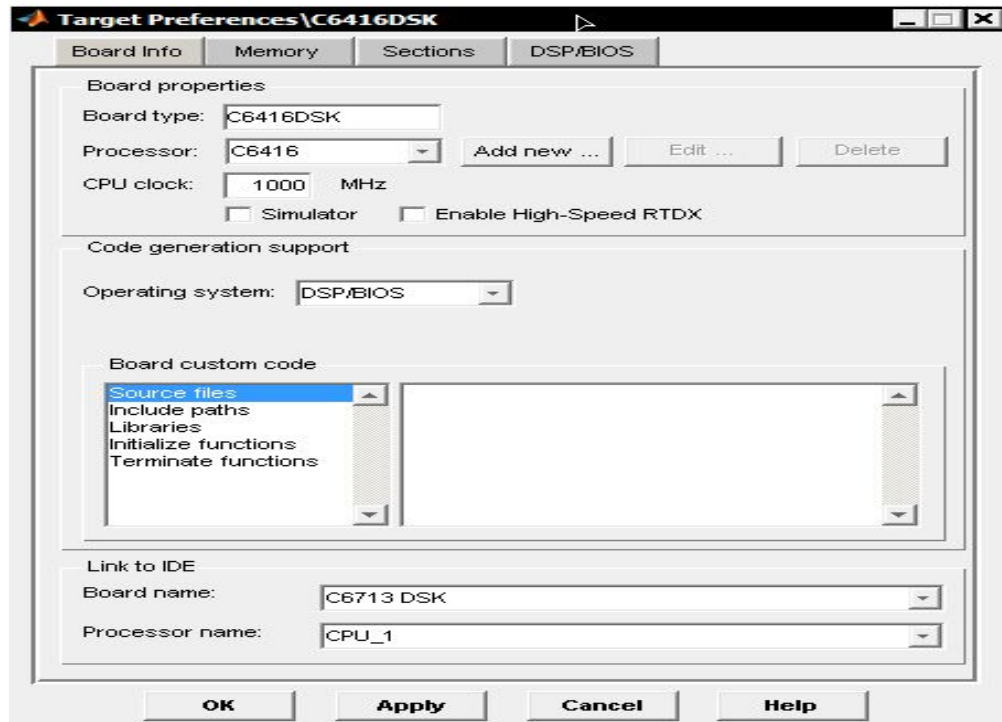 Target Preferences\C6416DSK
Board Info Memory Sections DSP/BIOS
Board properties
Board type: C6416DSK
Processor: C6416 Add new ... Edit ... Delete
CPU clock: 1000 MHz
Simulator Enable High-Speed RTDX
Code generation support
Operating system: DSP/BIOS
Board custom code
Source files
Include paths
Libraries
Initialize functions
Terminate functions
Link to IDE
Board name: C6713 DSK
Processor name: CPU_1
OK Apply Cancel Help